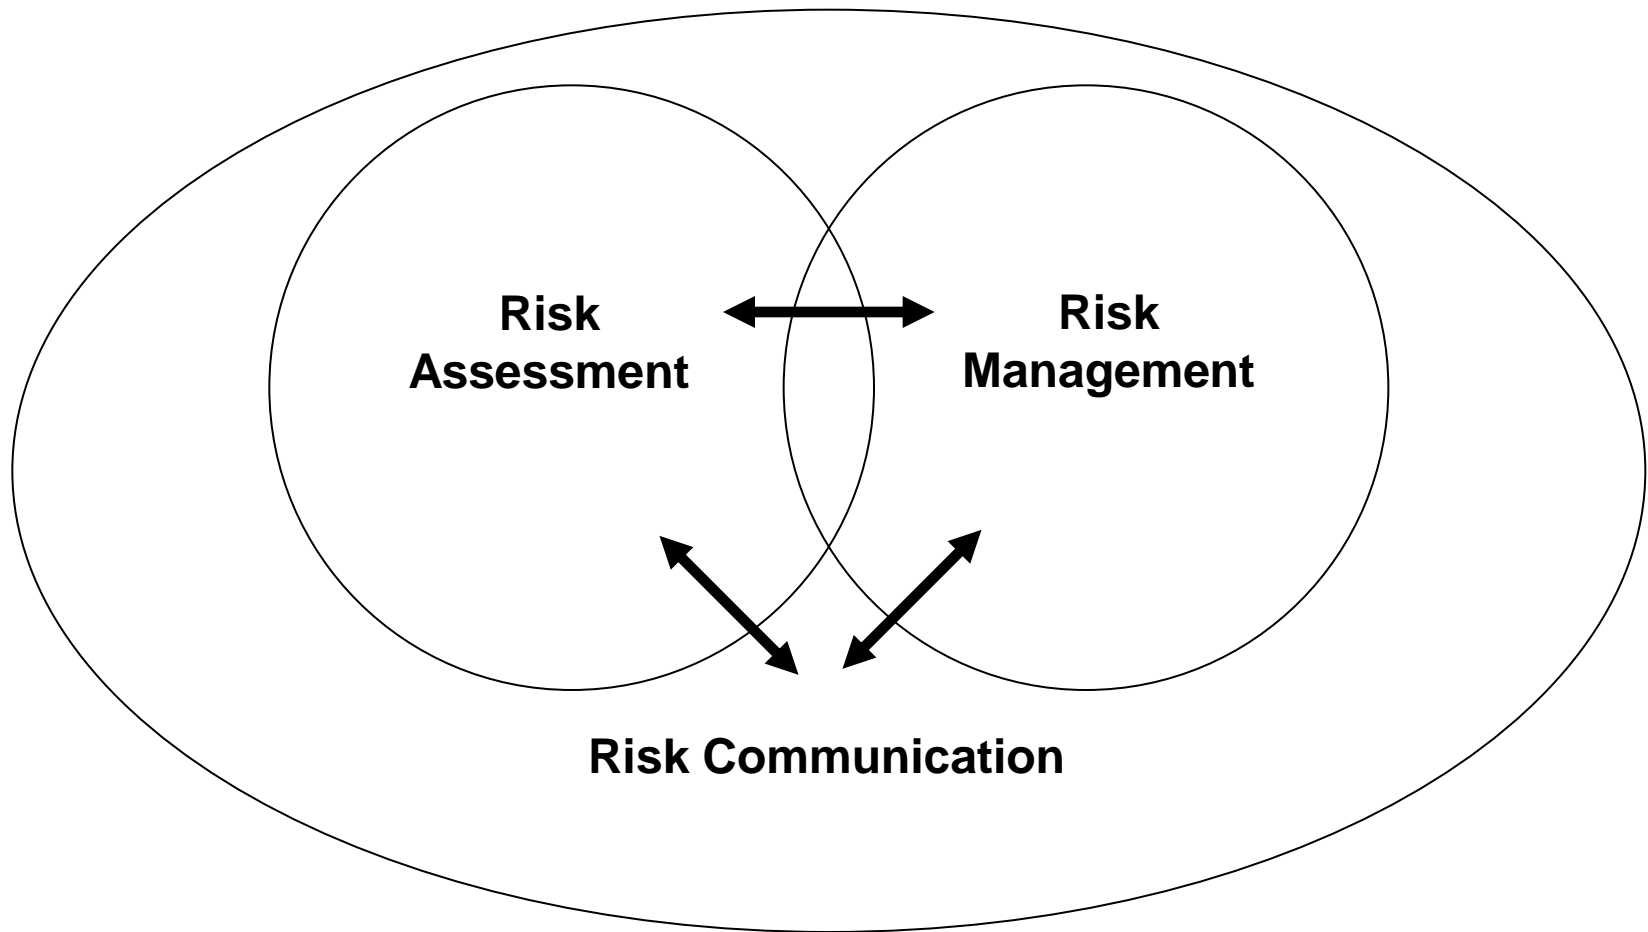 Risk
Assessment
Risk
Management
Risk Communication